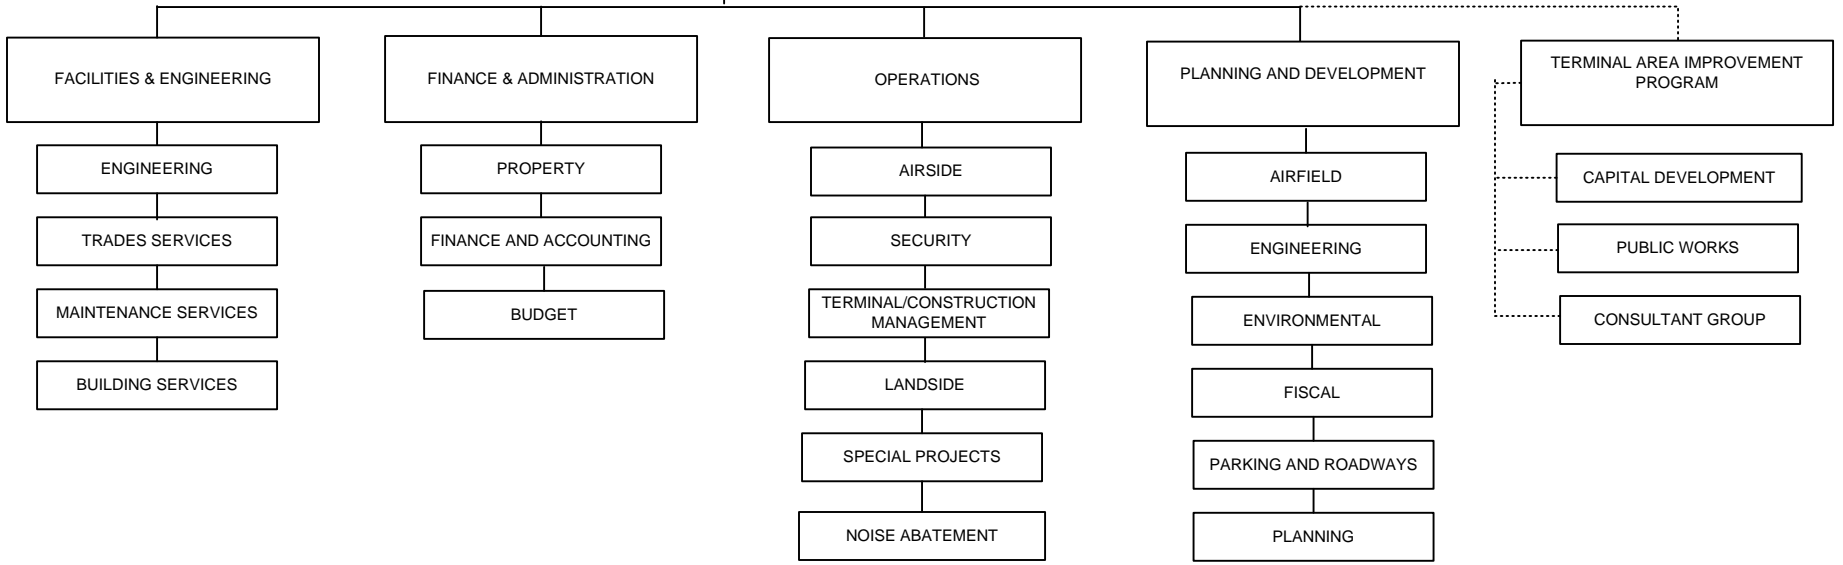 FACILITIES & ENGINEERING
ENGINEERING
TRADES SERVICES
MAINTENANCE SERVICES
BUILDING SERVICES
FINANCE & ADMINISTRATION
PROPERTY
FINANCE AND ACCOUNTING
BUDGET
OPERATIONS
AIRSIDE
SECURITY
TERMINAL/CONSTRUCTION
MANAGEMENT
LANDSIDE
SPECIAL PROJECTS
NOISE ABATEMENT
PLANNING AND DEVELOPMENT
AIRFIELD
ENGINEERING
ENVIRONMENTAL
FISCAL
PARKING AND ROADWAYS
PLANNING
TERMINAL AREA IMPROVEMENT
PROGRAM
CAPITAL DEVELOPMENT
PUBLIC WORKS
CONSULTANT GROUP